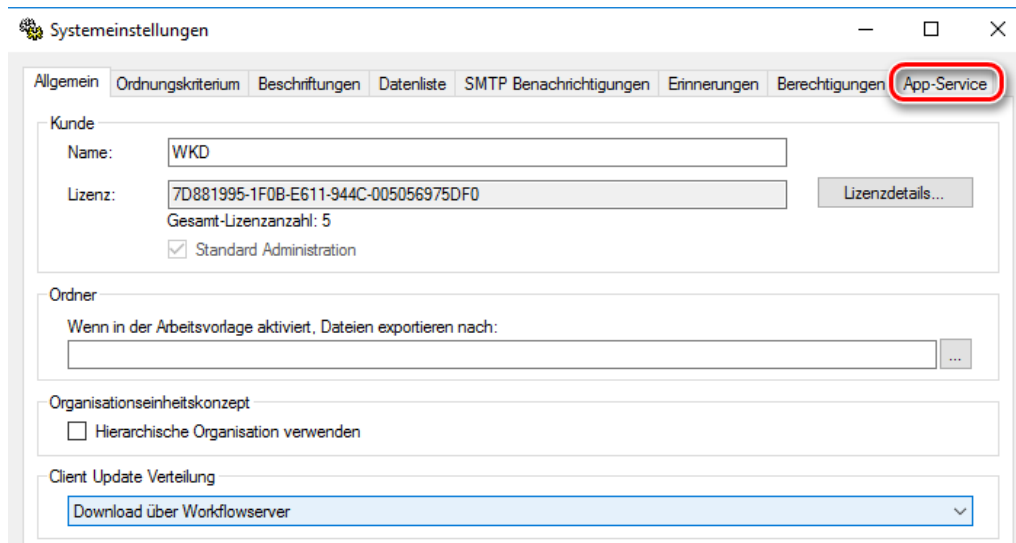 Systemeinstellungen
Allgemein Ordnungskriterium Beschriftungen Datenliste SMTP Benachrichtigungen Erinnerungen Berechtigungen App-Service
Kunde
Name: WKD
Lizenz: 7D881995-1F0B-E611-944C-005056975DF0 Lizenzdetails...
Gesamt-Lizenzanzahl: 5
Standard Administration
Ordner
Wenn in der Arbeitsvorlage aktiviert, Dateien exportieren nach:
...
Organisationseinheitskonzept
Hierarchische Organisation verwenden
Client Update Verteilung
Download über Workflowserver